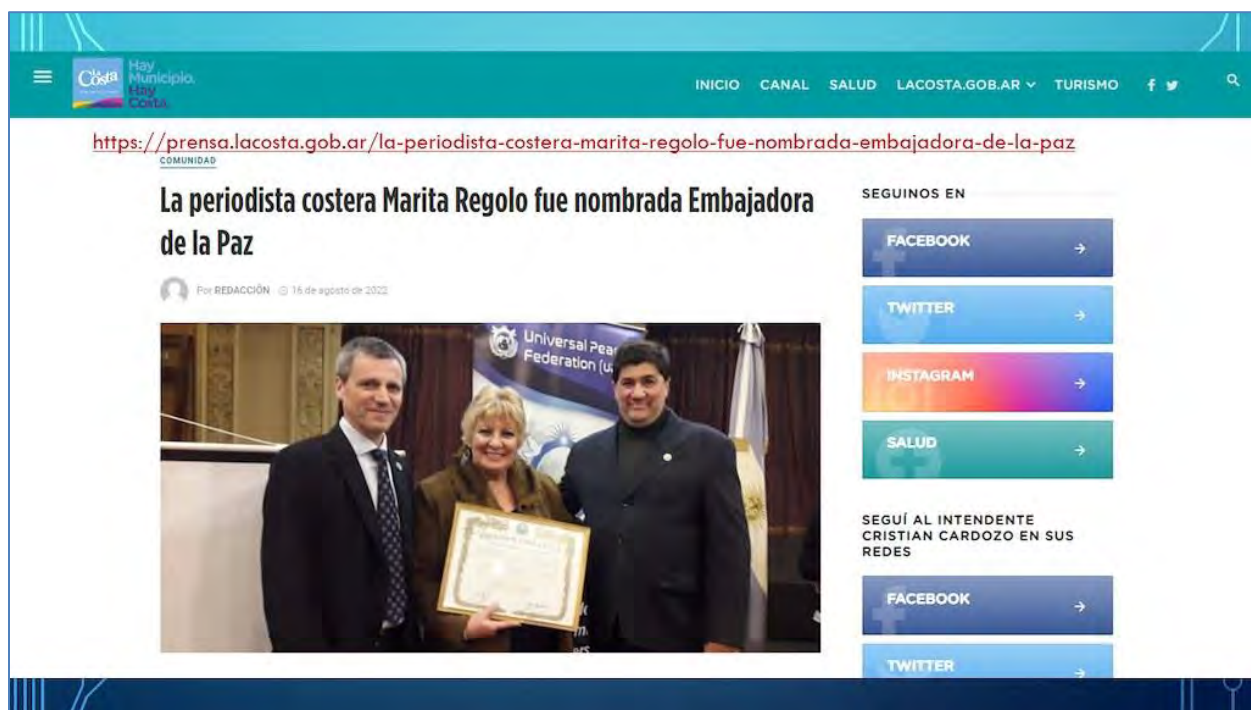 La Costa
Hay
Municipio.
Hay
Costa.
INICIO CANAL SALUD LACOSTA.GOB.AR TURISMO
https://prensa.lacosta.gob.ar/la-periodista-costera-marita-regolo-fue-nombrada-embajadora-de-la-paz
COMUNIDAD
La periodista costera Marita Regolo fue nombrada Embajadora
de la Paz
Por REDACCIÓN 16 de agosto de 2022
Universal Peac
Federation (u
SEGUINOS EN
FACEBOOK
TWITTER
INSTAGRAM
SALUD
SEGUÍ AL INTENDENTE
CRISTIAN CARDOZO EN SUS
REDES
FACEBOOK
TWITTER